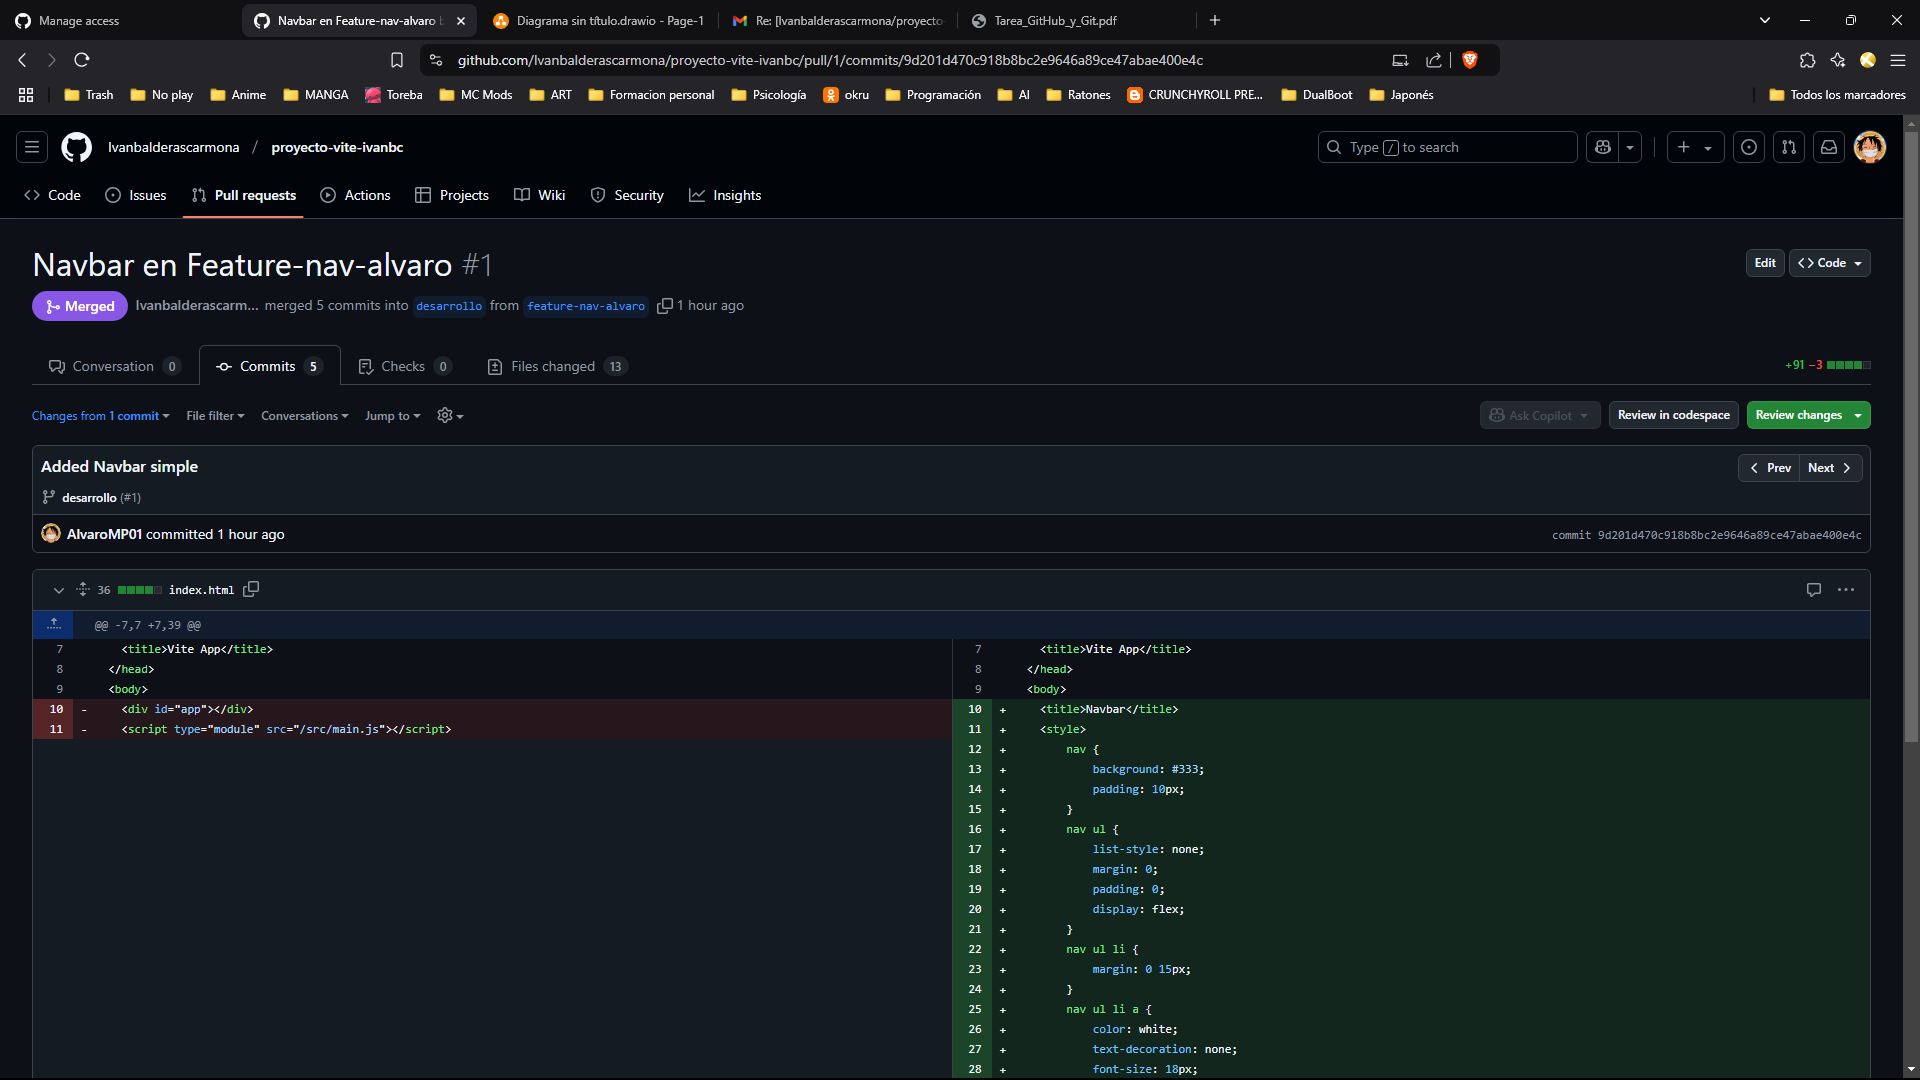 Manage access
Navbar en Feature-nav-alvaro
Diagrama sin título.drawio - Page-1
Re: [Ivanbalderascarmona/proyecto-
Tarea_GitHub_y_Git.pdf
github.com/Ivanbalderascarmona/proyecto-vite-ivanbc/pull/1/commits/9d201d470c918b8bc2e9646a89ce47abae400e4c
Trash No play Anime MANGA Toreba MC Mods ART Formacion personal Psicología okru Programación AI Ratones CRUNCHYROLL PRE... DualBoot Japonés Todos los marcadores
Ivanbalderascarmona / proyecto-vite-ivanbc
Type / to search
Code Issues Pull requests Actions Projects Wiki Security Insights
Navbar en Feature-nav-alvaro #1
Edit Code
Merged Ivanbalderascarm... merged 5 commits into desarrollo from feature-nav-alvaro 1 hour ago
Conversation 0 Commits 5 Checks 0 Files changed 13
+91 −3
Changes from 1 commit File filter Conversations Jump to
Ask Copilot Review in codespace Review changes
Added Navbar simple
Prev Next
desarrollo (#1)
AlvaroMP01 committed 1 hour ago
commit 9d201d470c918b8bc2e9646a89ce47abae400e4c
36 index.html
@@ -7,7 +7,39 @@
7 <title>Vite App</title>
8 </head>
9 <body>
10 - <div id="app"></div>
11 - <script type="module" src="/src/main.js"></script>
7 <title>Vite App</title>
8 </head>
9 <body>
10 + <title>Navbar</title>
11 + <style>
12 + nav {
13 + background: #333;
14 + padding: 10px;
15 + }
16 + nav ul {
17 + list-style: none;
18 + margin: 0;
19 + padding: 0;
20 + display: flex;
21 + }
22 + nav ul li {
23 + margin: 0 15px;
24 + }
25 + nav ul li a {
26 + color: white;
27 + text-decoration: none;
28 + font-size: 18px;